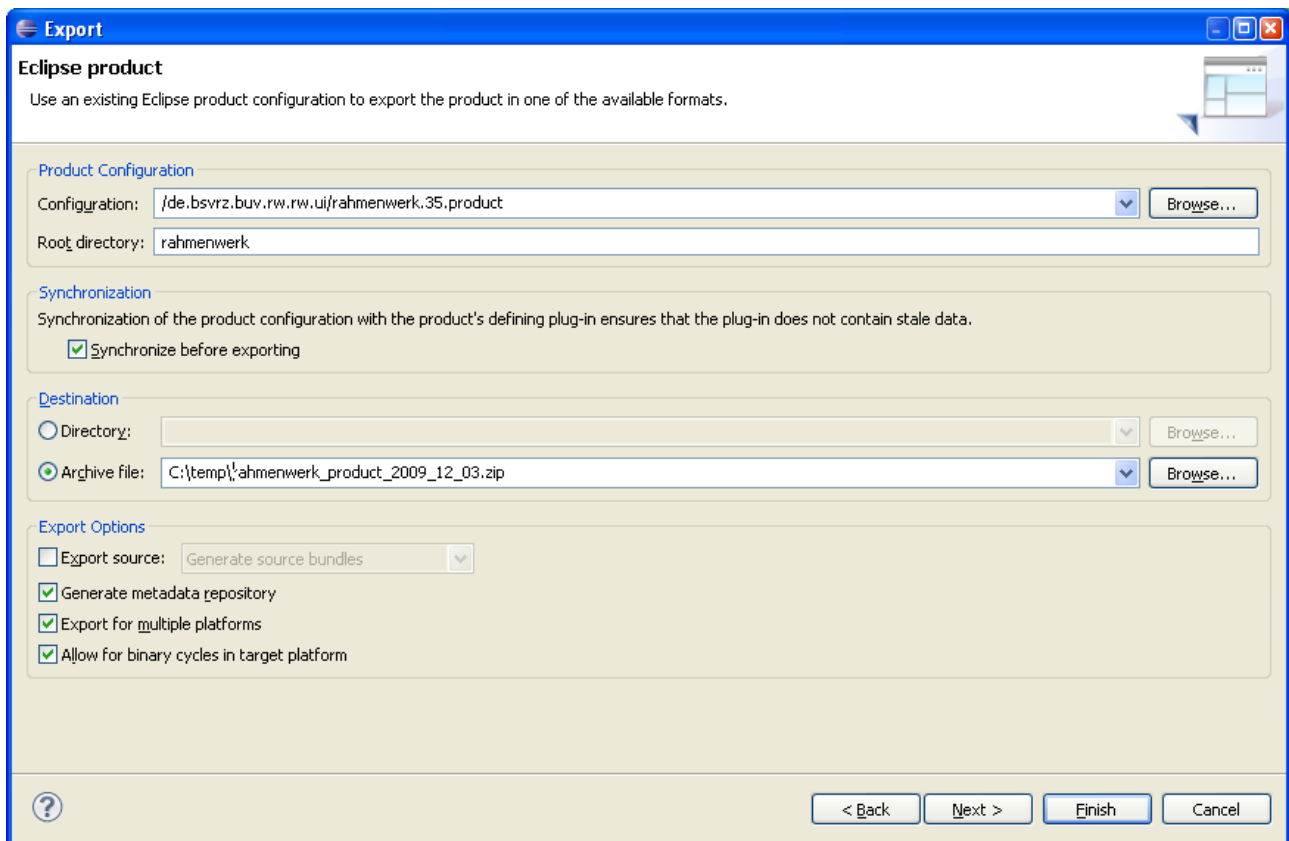 Export
Eclipse product
Use an existing Eclipse product configuration to export the product in one of the available formats.
Product Configuration
Configuration: /de.bsvrz.buv.rw.rw.ui/rahmenwerk.35.product Browse...
Root directory: rahmenwerk
Synchronization
Synchronization of the product configuration with the product's defining plug-in ensures that the plug-in does not contain stale data.
Synchronize before exporting
Destination
Directory: Browse...
Archive file: C:\temp\rahmenwerk_product_2009_12_03.zip Browse...
Export Options
Export source: Generate source bundles
Generate metadata repository
Export for multiple platforms
Allow for binary cycles in target platform
? < Back Next > Finish Cancel